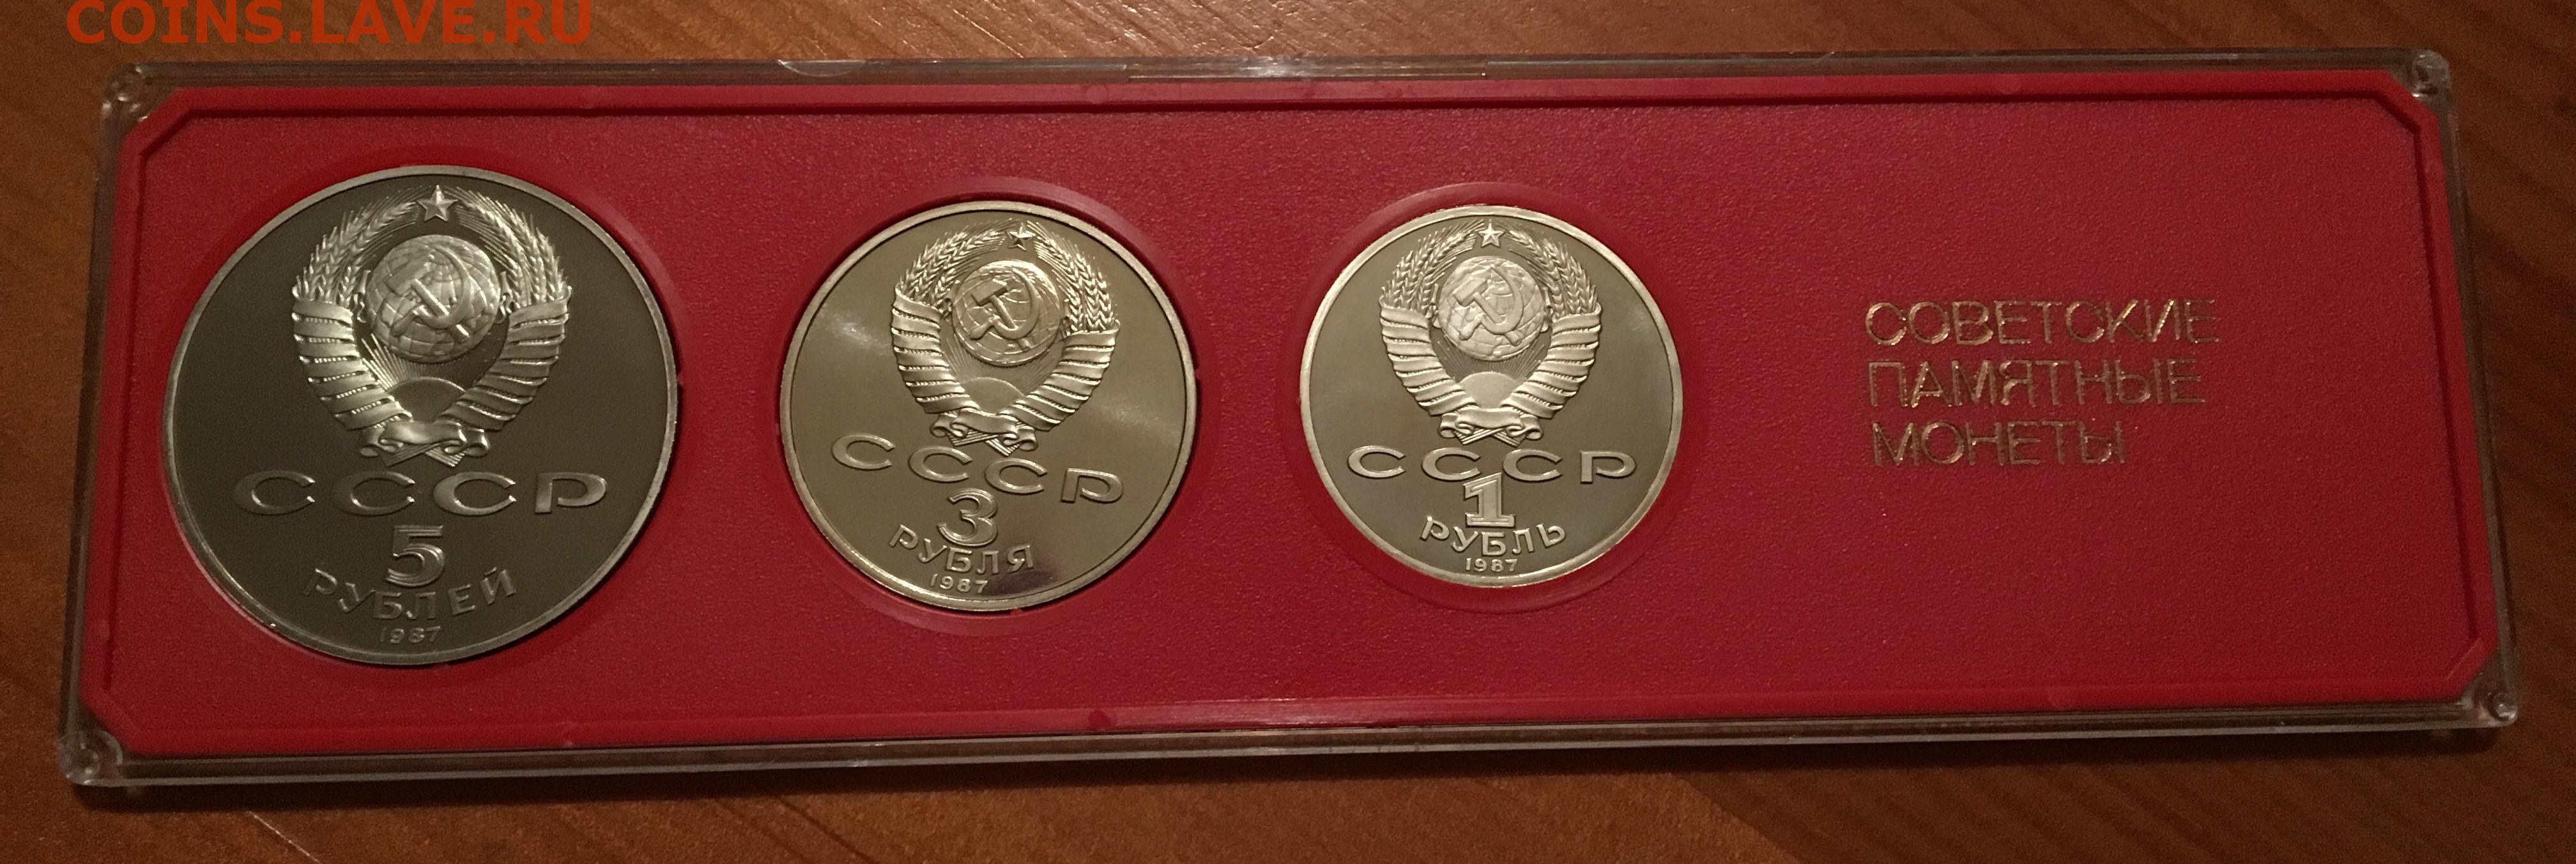 COINS.LAVE.RU
СССР
5
РУБЛЕЙ
1987
СССР
3
РУБЛЯ
1987
СССР
1
РУБЛЬ
1987
СОВЕТСКИЕ
ПАМЯТНЫЕ
МОНЕТЫ